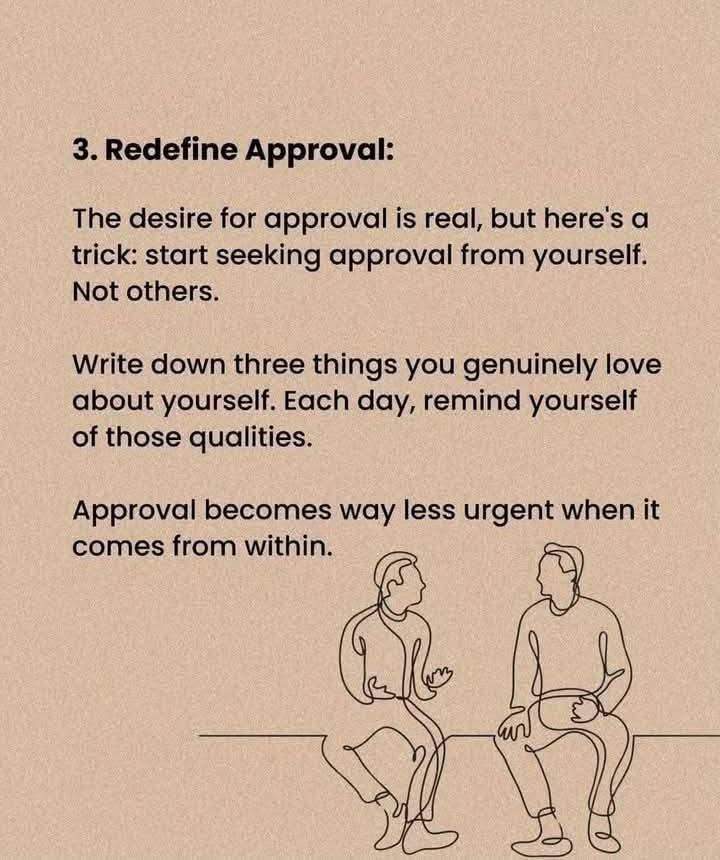 3. Redefine Approval:
The desire for approval is real, but here's a
trick: start seeking approval from yourself.
Not others.
Write down three things you genuinely love
about yourself. Each day, remind yourself
of those qualities.
Approval becomes way less urgent when it
comes from within.